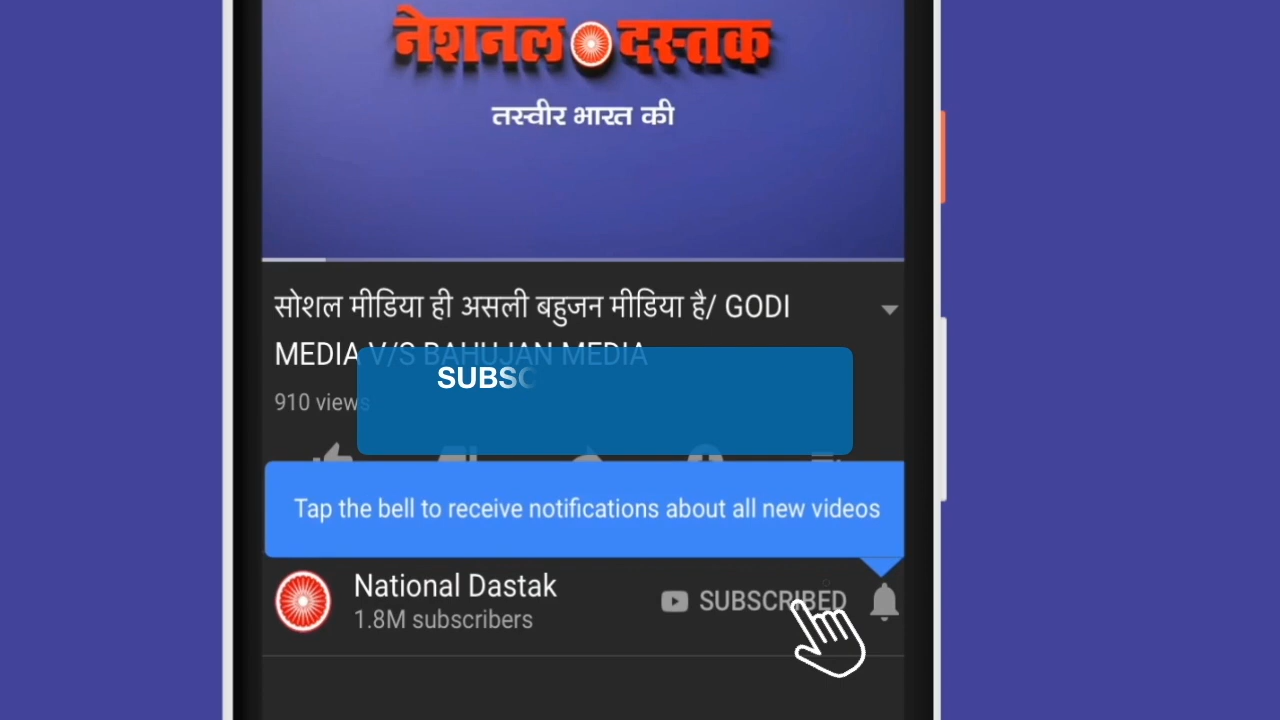 नेशनल दस्तक
तस्वीर भारत की
सोशल मीडिया ही असली बहुजन मीडिया है/ GODI
MEDIA V/S BAHUJAN MEDIA
910 views
SUBSC
Tap the bell to receive notifications about all new videos
National Dastak
SUBSCRIBED
1.8M subscribers